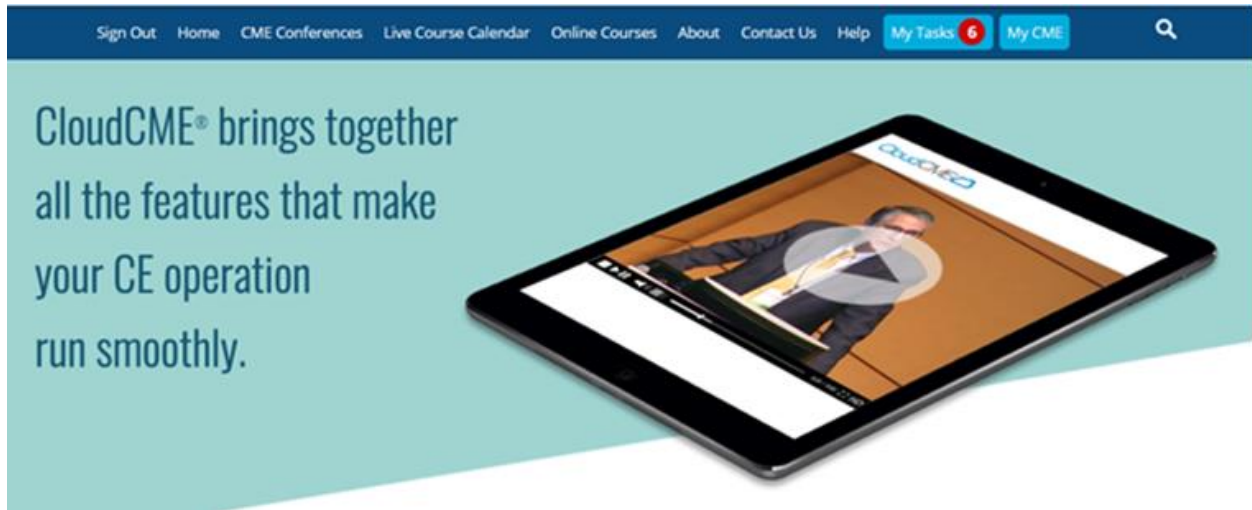 Sign Out Home CME Conferences Live Course Calendar Online Courses About Contact Us Help My Tasks 6 My CME
CloudCME® brings together
all the features that make
your CE operation
run smoothly.
CloudCME